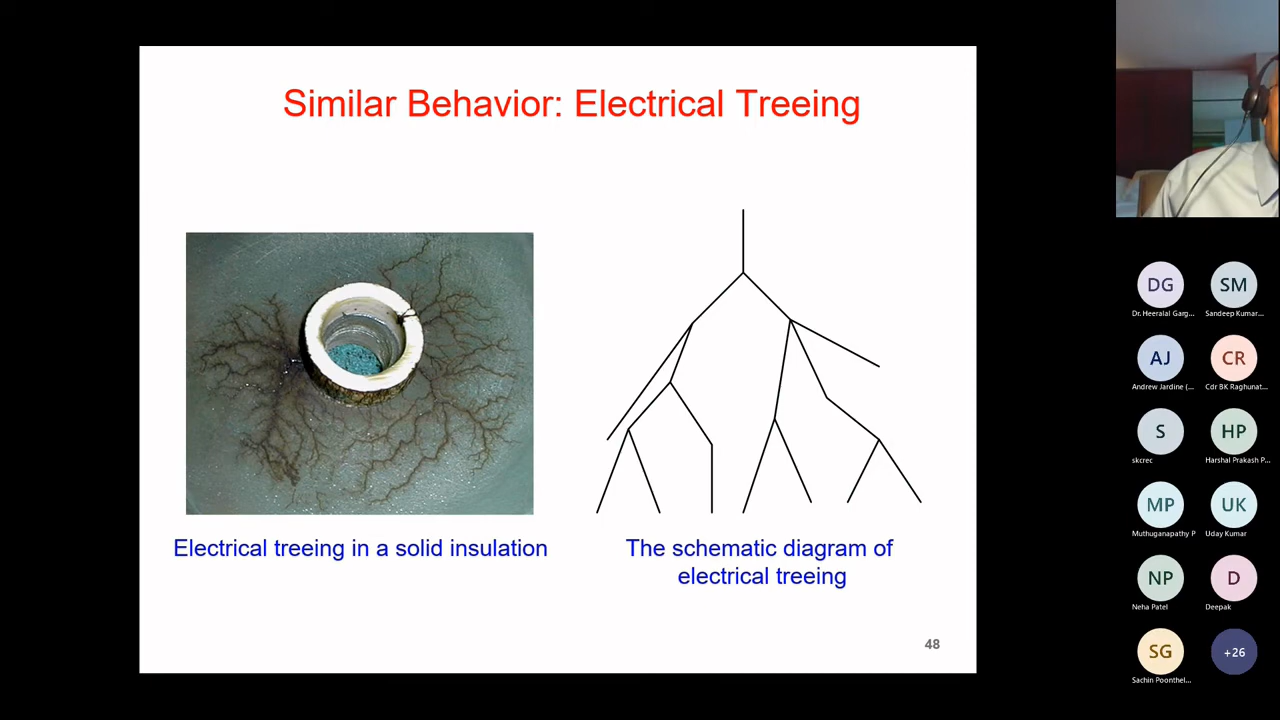 Similar Behavior: Electrical Treeing
Electrical treeing in a solid insulation
The schematic diagram of
electrical treeing
48
DG
SM
Dr. Heeralal Garg...
Sandeep Kumar...
AJ
CR
Andrew Jardine (...
Cdr BK Raghunat...
S
HP
skcrec
Harshal Prakash P...
MP
UK
Muthuganapathy P
Uday Kumar
NP
D
Neha Patel
Deepak
SG
+26
Sachin Poonthel...